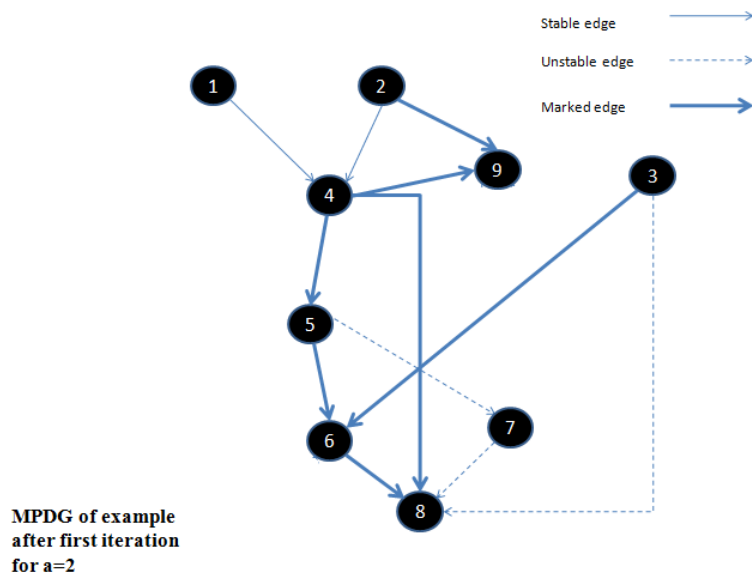 Stable edge
Unstable edge
Marked edge
1
2
9
3
4
5
6
7
8
MPDG of example
after first iteration
for a=2